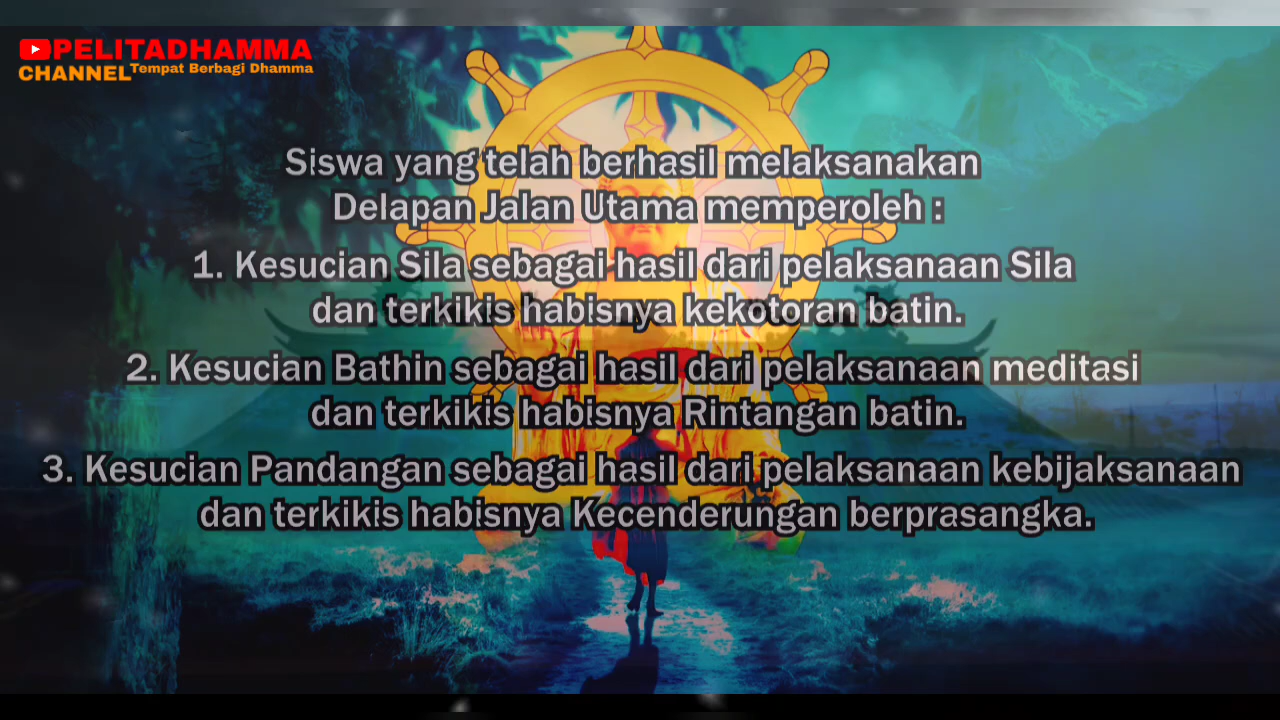 PELITADHAMMA
CHANNEL Tempat Berbagi Dhamma
Siswa yang telah berhasil melaksanakan
Delapan Jalan Utama memperoleh :
1. Kesucian Sila sebagai hasil dari pelaksanaan Sila
dan terkikis habisnya kekotoran batin.
2. Kesucian Bathin sebagai hasil dari pelaksanaan meditasi
dan terkikis habisnya Rintangan batin.
3. Kesucian Pandangan sebagai hasil dari pelaksanaan kebijaksanaan
dan terkikis habisnya Kecenderungan berprasangka.